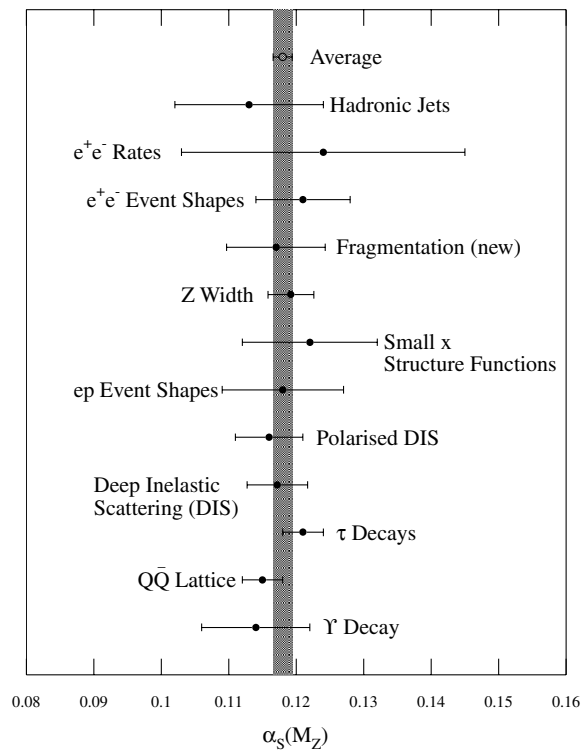 Average
Hadronic Jets
e⁺e⁻ Rates
e⁺e⁻ Event Shapes
Fragmentation (new)
Z Width
Small x
Structure Functions
ep Event Shapes
Polarised DIS
Deep Inelastic
Scattering (DIS)
τ Decays
QQ̄ Lattice
ϒ Decay
0.08 0.09 0.1 0.11 0.12 0.13 0.14 0.15 0.16
α_S(M_Z)